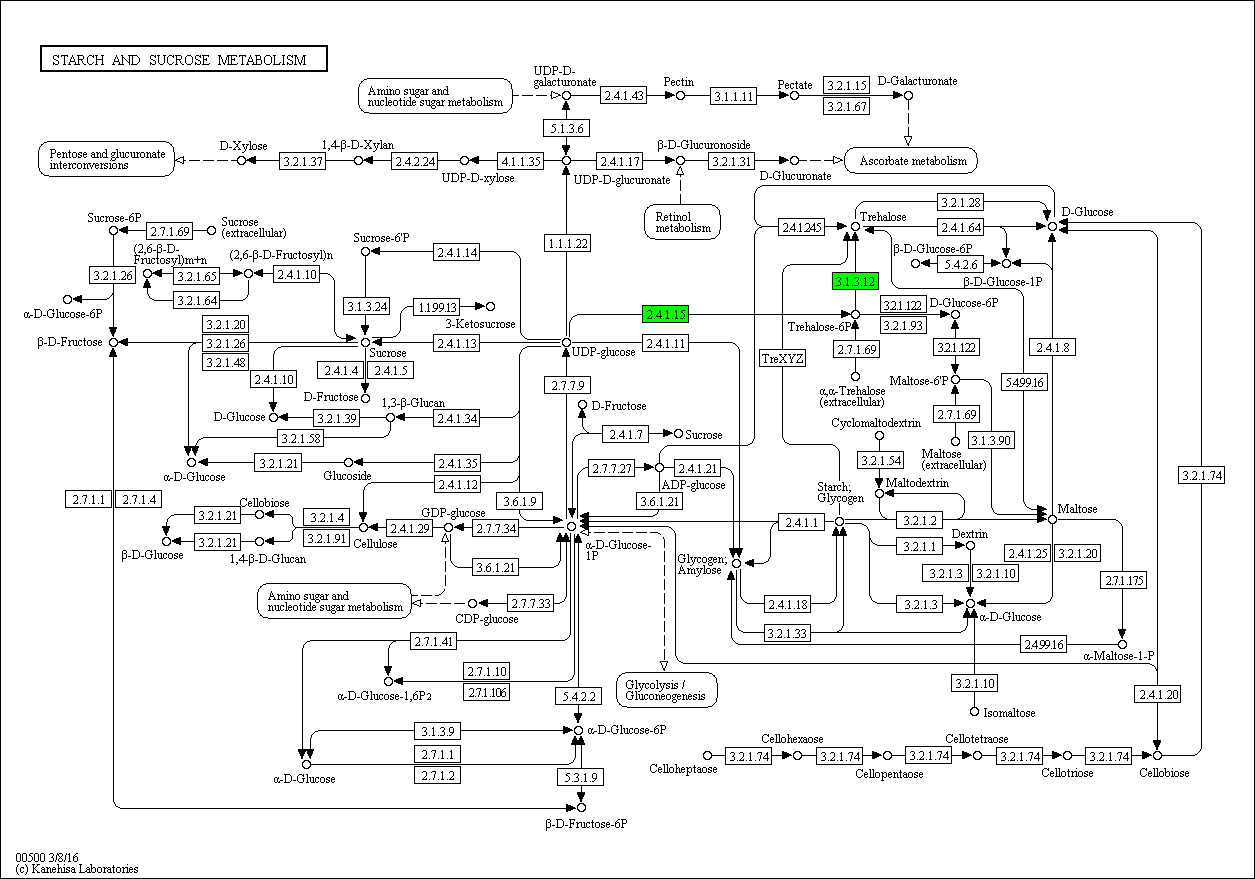 STARCH AND SUCROSE METABOLISM
UDP-D-
galacturonate
Amino sugar and
nucleotide sugar metabolism
2.4.1.43
Pectin
3.1.1.11
Pectate
3.2.1.15
3.2.1.67
D-Galacturonate
5.1.3.6
Pentose and glucuronate
interconversions
D-Xylose
3.2.1.37
1,4-β-D-Xylan
2.4.2.24
UDP-D-xylose
4.1.1.35
2.4.1.17
UDP-D-glucuronate
β-D-Glucuronoside
3.2.1.31
D-Glucuronate
Ascorbate metabolism
Retinol
metabolism
Sucrose-6P
2.7.1.69
Sucrose
(extracellular)
(2,6-β-D-
Fructosyl)m+n
(2,6-β-D-Fructosyl)n
3.2.1.26
3.2.1.65
3.2.1.64
2.4.1.10
α-D-Glucose-6P
Sucrose-6'P
2.4.1.14
1.1.1.22
3.1.3.24
1.1.99.13
3-Ketosucrose
3.2.1.28
2.4.1.245
Trehalose
2.4.1.64
D-Glucose
β-D-Glucose-6P
5.4.2.6
β-D-Glucose-1P
3.1.3.12
2.4.1.15
Trehalose-6P
3.2.1.122
3.2.1.93
D-Glucose-6P
β-D-Fructose
3.2.1.20
3.2.1.26
3.2.1.48
Sucrose
2.4.1.13
UDP-glucose
2.4.1.11
TreXYZ
2.7.1.69
3.2.1.122
2.4.1.8
2.4.1.10
2.4.1.4
2.4.1.5
D-Fructose
2.7.7.9
α,α-Trehalose
(extracellular)
Maltose-6'P
5.4.99.16
D-Glucose
3.2.1.39
1,3-β-Glucan
2.4.1.34
D-Fructose
2.4.1.7
Sucrose
Cyclomaltodextrin
2.7.1.69
3.1.3.90
Maltose
(extracellular)
3.2.1.58
α-D-Glucose
3.2.1.21
Glucoside
2.4.1.35
2.4.1.12
2.7.7.27
2.4.1.21
ADP-glucose
3.2.1.54
Maltodextrin
3.2.1.74
2.7.1.1
2.7.1.4
3.6.1.9
3.6.1.21
Starch;
Glycogen
Cellobiose
3.2.1.21
3.2.1.4
3.2.1.91
GDP-glucose
2.4.1.29
2.7.7.34
2.4.1.1
3.2.1.2
Maltose
β-D-Glucose
3.2.1.21
1,4-β-D-Glucan
Cellulose
α-D-Glucose-
1P
Glycogen;
Amylose
3.2.1.1
Dextrin
2.4.1.25
3.2.1.20
3.6.1.21
3.2.1.3
3.2.1.10
2.7.1.175
Amino sugar and
nucleotide sugar metabolism
CDP-glucose
2.7.7.33
2.4.1.18
3.2.1.3
α-D-Glucose
3.2.1.33
2.4.99.16
α-Maltose-1-P
2.7.1.41
2.7.1.10
2.7.1.106
α-D-Glucose-1,6P2
5.4.2.2
Glycolysis /
Gluconeogenesis
3.2.1.10
Isomaltose
2.4.1.20
3.1.3.9
α-D-Glucose-6P
2.7.1.1
2.7.1.2
α-D-Glucose
5.3.1.9
β-D-Fructose-6P
Celloheptaose
3.2.1.74
Cellohexaose
3.2.1.74
Cellopentaose
3.2.1.74
Cellotetraose
3.2.1.74
Cellotriose
3.2.1.74
Cellobiose
00500 3/8/16
(c) Kanehisa Laboratories